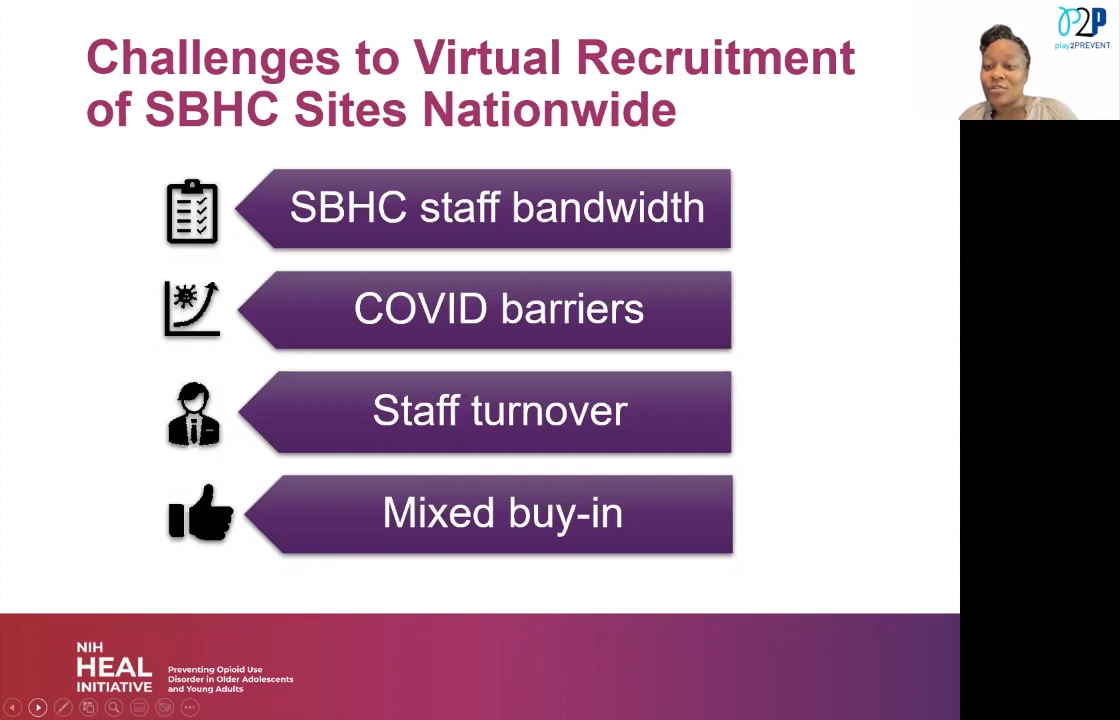 Challenges to Virtual Recruitment
of SBHC Sites Nationwide
P2P
play2PREVENT
SBHC staff bandwidth
COVID barriers
Staff turnover
Mixed buy-in
NIH
HEAL
INITIATIVE
Preventing Opioid Use
Disorder in Older Adolescents
and Young Adults